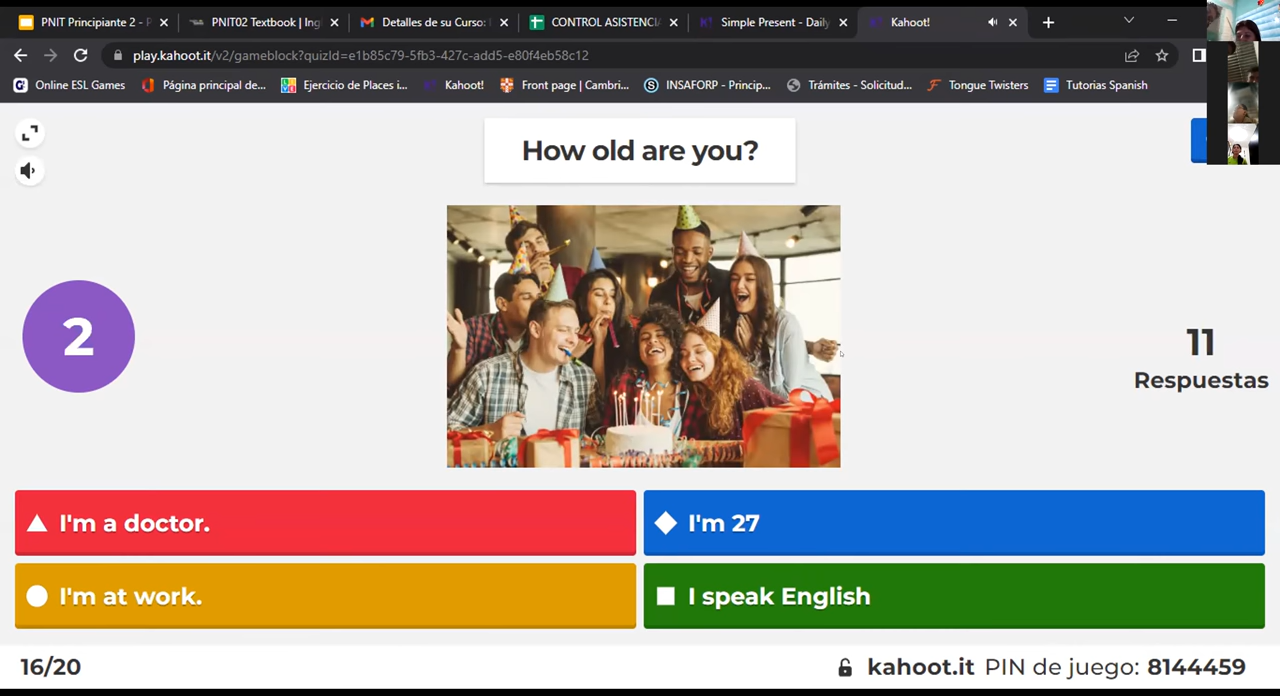 PNIT Principiante 2 - P
PNIT02 Textbook | Ing
Detalles de su Curso:
CONTROL ASISTENCIA
Simple Present - Daily
Kahoot!
play.kahoot.it/v2/gameblock?quizId=e1b85c79-5fb3-427c-add5-e80f4eb58c12
Online ESL Games
Página principal de...
Ejercicio de Places i...
Kahoot!
Front page | Cambri...
INSAFORP - Princip...
Trámites - Solicitud...
Tongue Twisters
Tutorias Spanish
How old are you?
2
11
Respuestas
I'm a doctor.
I'm 27
I'm at work.
I speak English
16/20
kahoot.it PIN de juego: 8144459